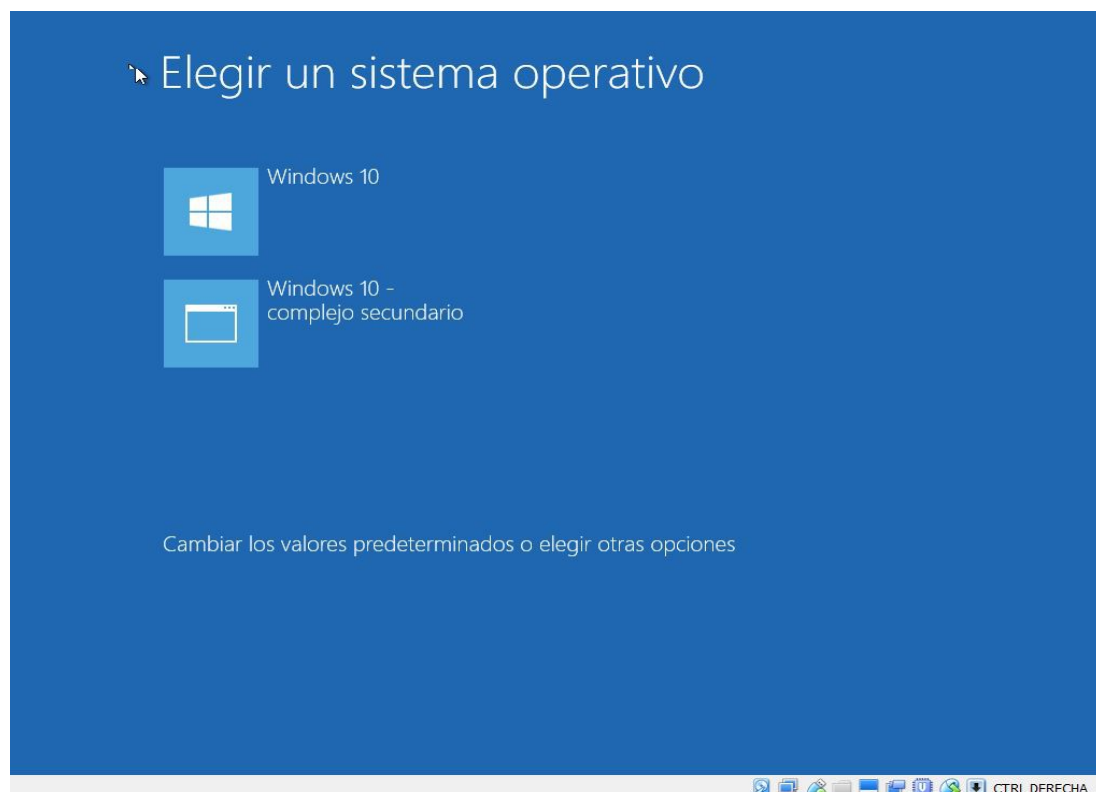 Elegir un sistema operativo
Windows 10
Windows 10 -
complejo secundario
Cambiar los valores predeterminados o elegir otras opciones
CTRL DERECHA